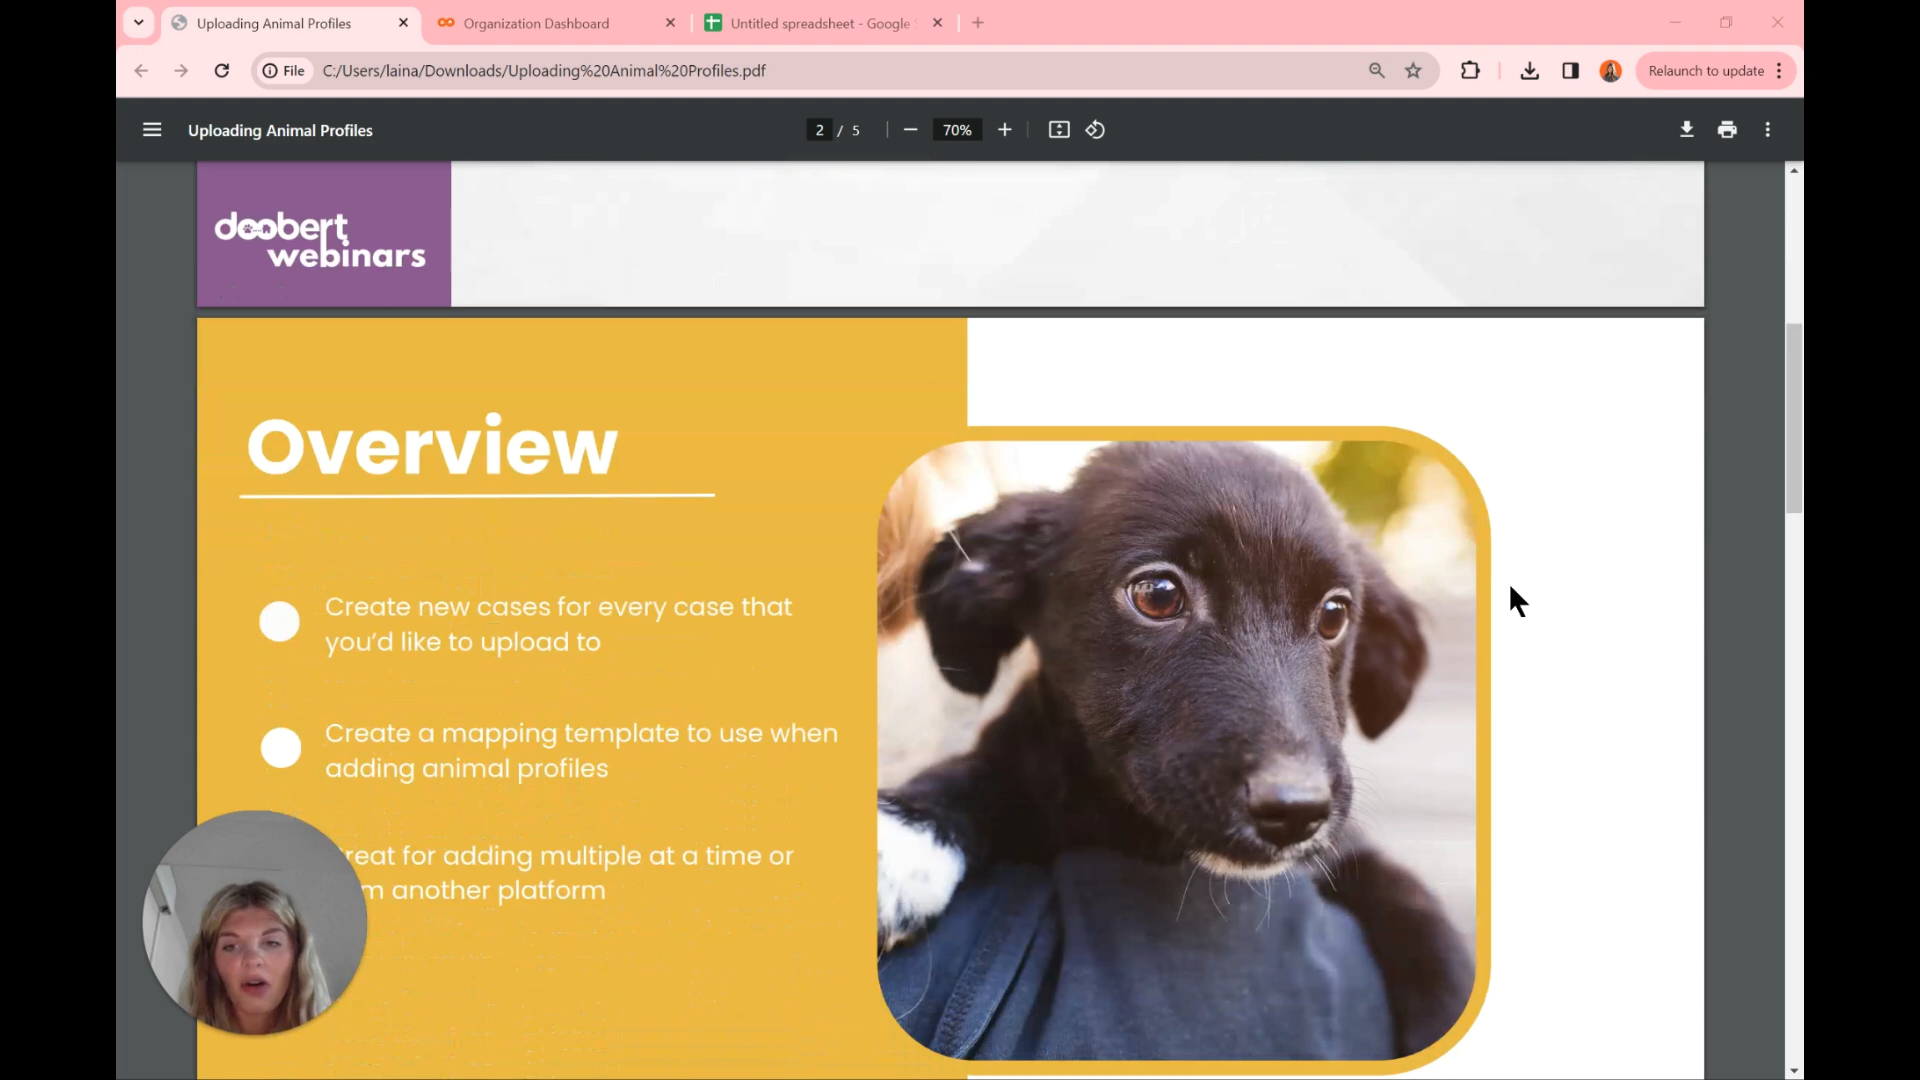 Uploading Animal Profiles
Organization Dashboard
Untitled spreadsheet - Google
File
C:/Users/laina/Downloads/Uploading%20Animal%20Profiles.pdf
Relaunch to update
Uploading Animal Profiles
2 / 5
70%
doobert
webinars
Overview
Create new cases for every case that
you'd like to upload to
Create a mapping template to use when
adding animal profiles
reat for adding multiple at a time or
m another platform